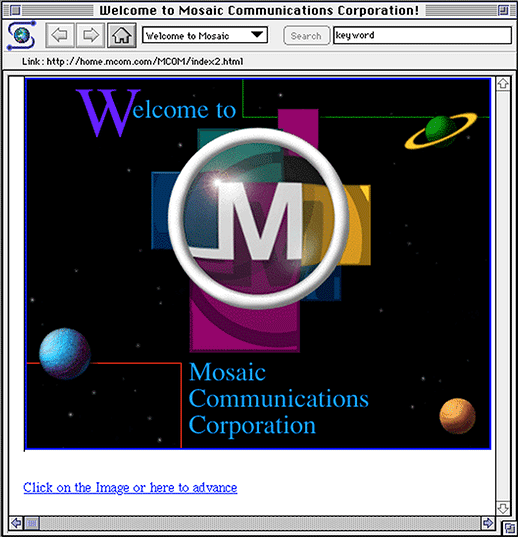 Welcome to Mosaic Communications Corporation!
Welcome to Mosaic
Search
keyword
Link: http://home.mcom.com/MCOM/index2.html
Welcome to
M
Mosaic
Communications
Corporation
Click on the Image or here to advance